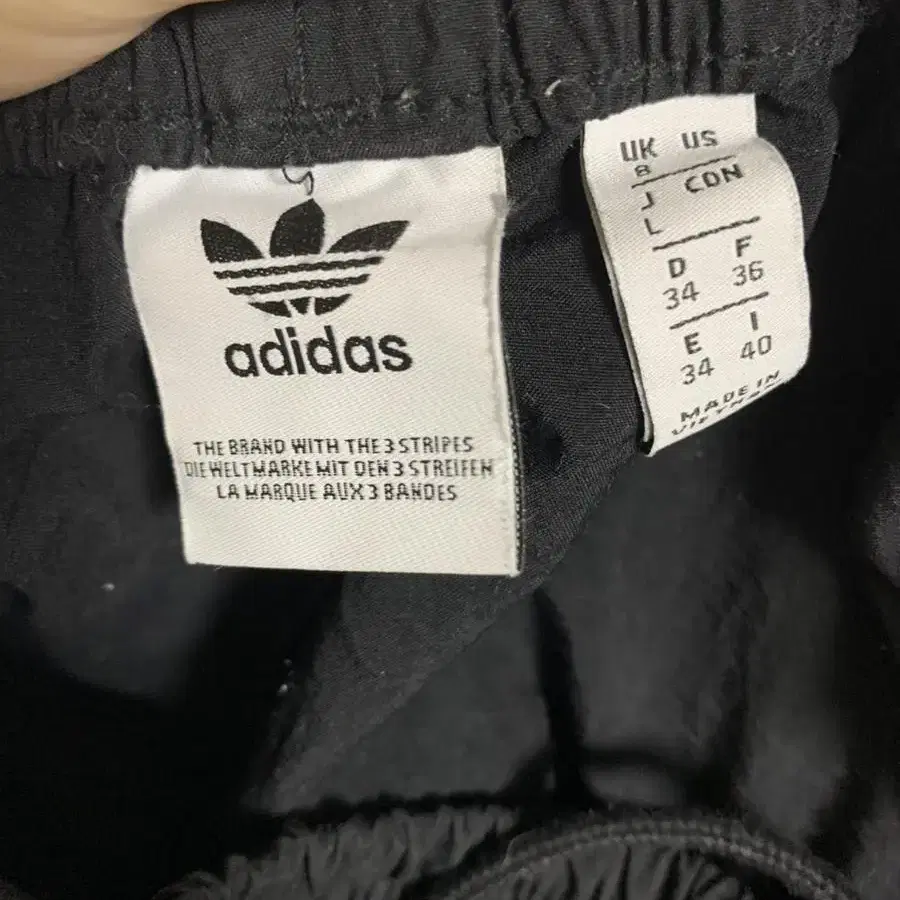 adidas
THE BRAND WITH THE 3 STRIPES
DIE WELTMARKE MIT DEN 3 STREIFEN
LA MARQUE AUX 3 BANDES
UK US
8
J CDN
L
D F
34 36
E I
34 40
MADE IN
VIETNAM